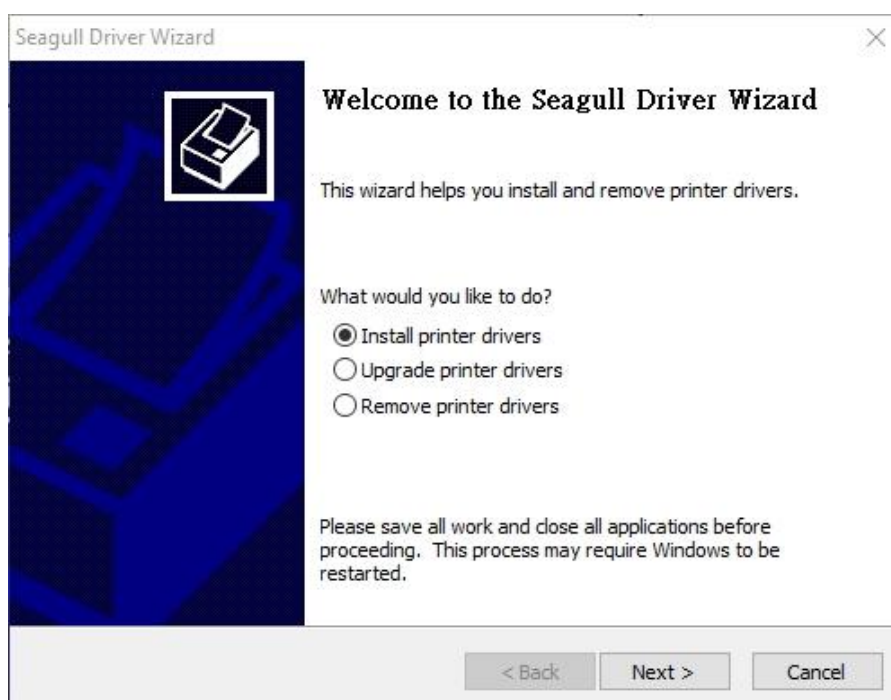 Seagull Driver Wizard
Welcome to the Seagull Driver Wizard
This wizard helps you install and remove printer drivers.
What would you like to do?
Install printer drivers
Upgrade printer drivers
Remove printer drivers
Please save all work and close all applications before
proceeding.  This process may require Windows to be
restarted.
< Back
Next >
Cancel